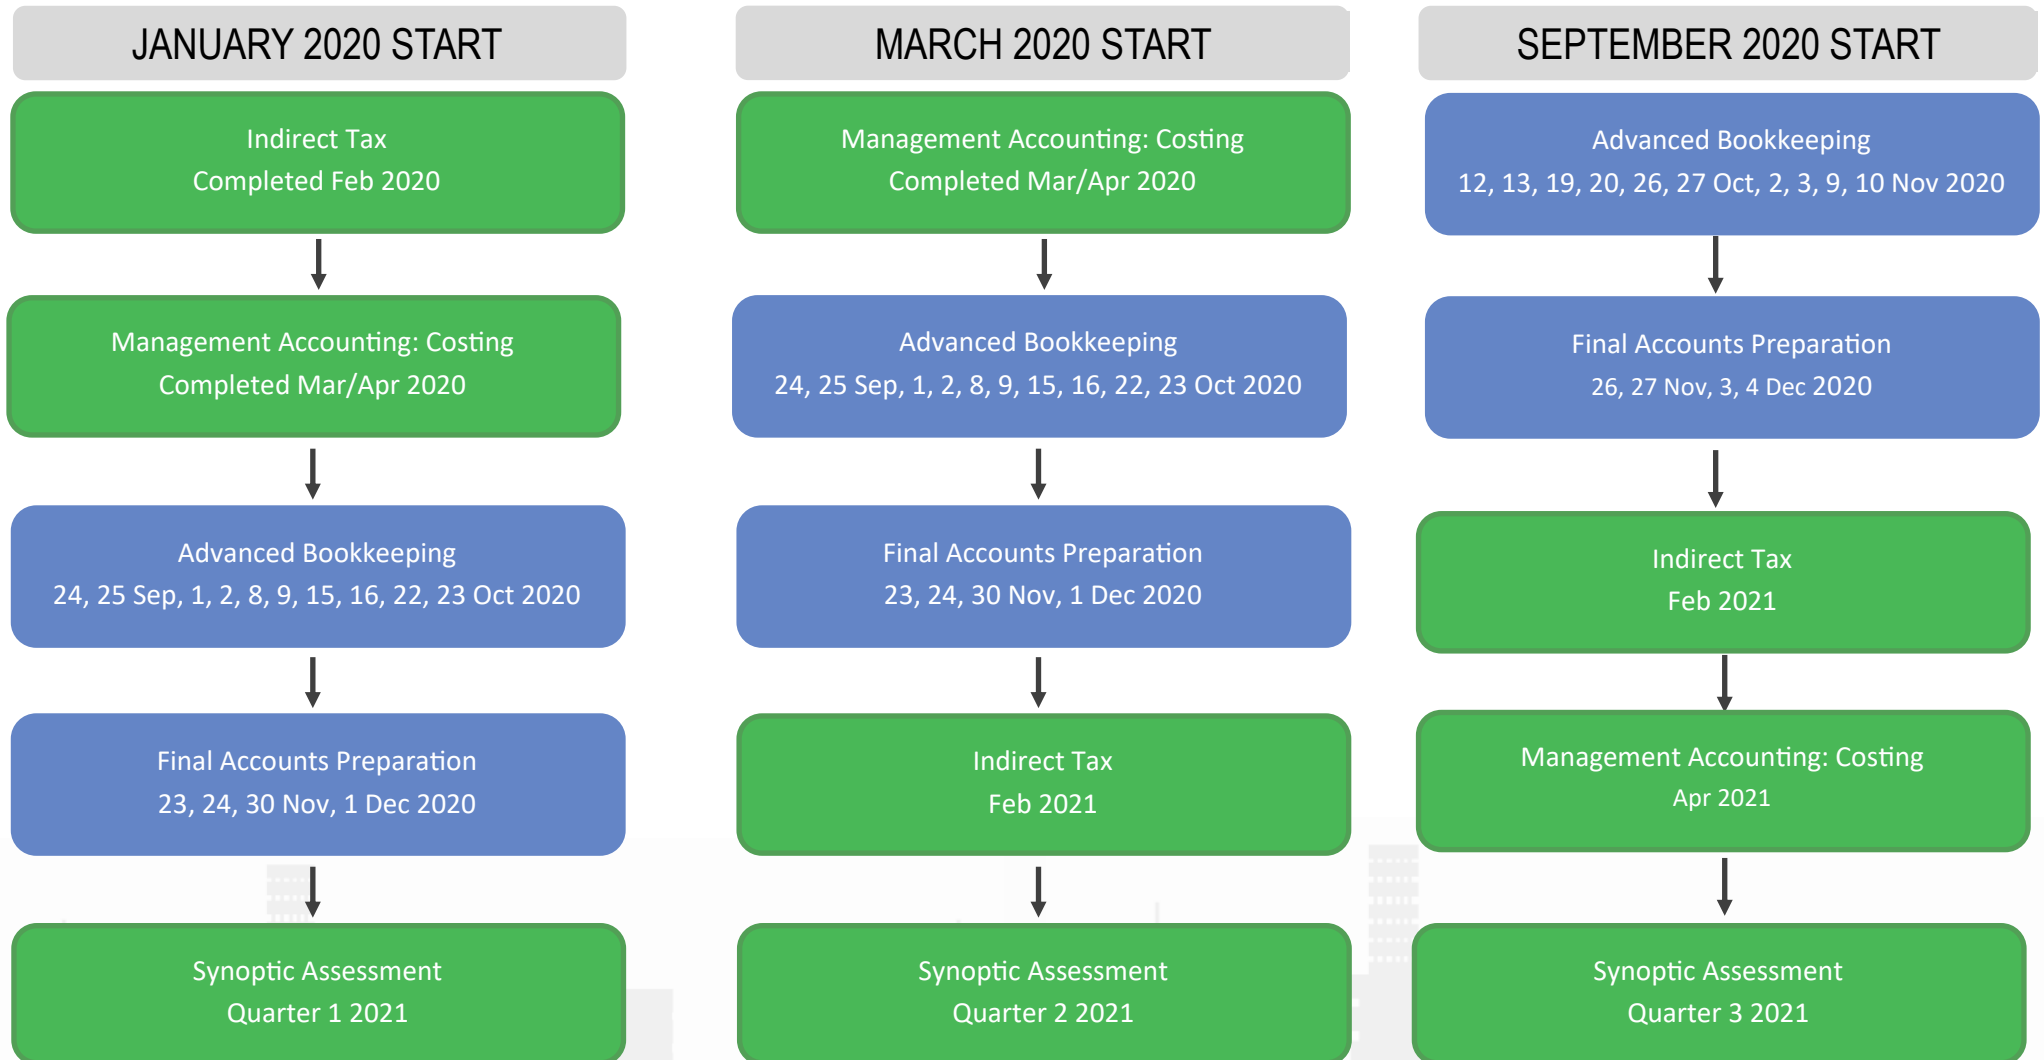 JANUARY 2020 START
Indirect Tax
Completed Feb 2020
Management Accounting: Costing
Completed Mar/Apr 2020
Advanced Bookkeeping
24, 25 Sep, 1, 2, 8, 9, 15, 16, 22, 23 Oct 2020
Final Accounts Preparation
23, 24, 30 Nov, 1 Dec 2020
Synoptic Assessment
Quarter 1 2021
MARCH 2020 START
Management Accounting: Costing
Completed Mar/Apr 2020
Advanced Bookkeeping
24, 25 Sep, 1, 2, 8, 9, 15, 16, 22, 23 Oct 2020
Final Accounts Preparation
23, 24, 30 Nov, 1 Dec 2020
Indirect Tax
Feb 2021
Synoptic Assessment
Quarter 2 2021
SEPTEMBER 2020 START
Advanced Bookkeeping
12, 13, 19, 20, 26, 27 Oct, 2, 3, 9, 10 Nov 2020
Final Accounts Preparation
26, 27 Nov, 3, 4 Dec 2020
Indirect Tax
Feb 2021
Management Accounting: Costing
Apr 2021
Synoptic Assessment
Quarter 3 2021